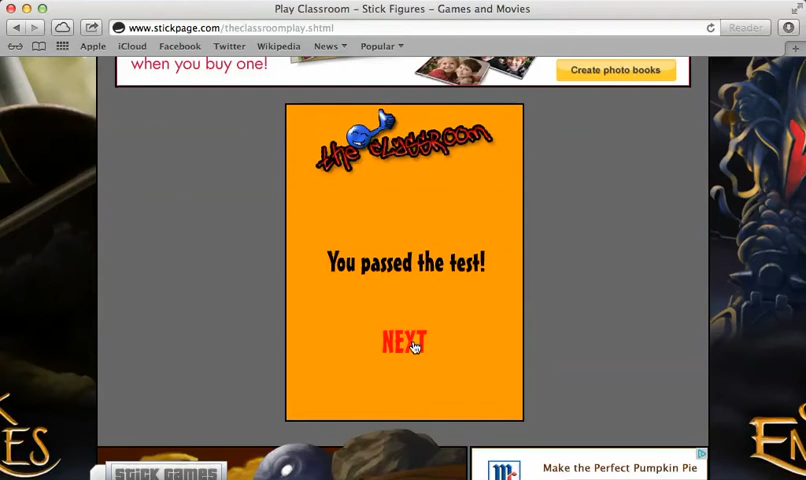 Play Classroom – Stick Figures – Games and Movies
www.stickpage.com/theclassroomplay.shtml
Reader
Apple iCloud Facebook Twitter Wikipedia News Popular
when you buy one!
Create photo books
the classroom
You passed the test!
NEXT
STICK GAMES
Make the Perfect Pumpkin Pie